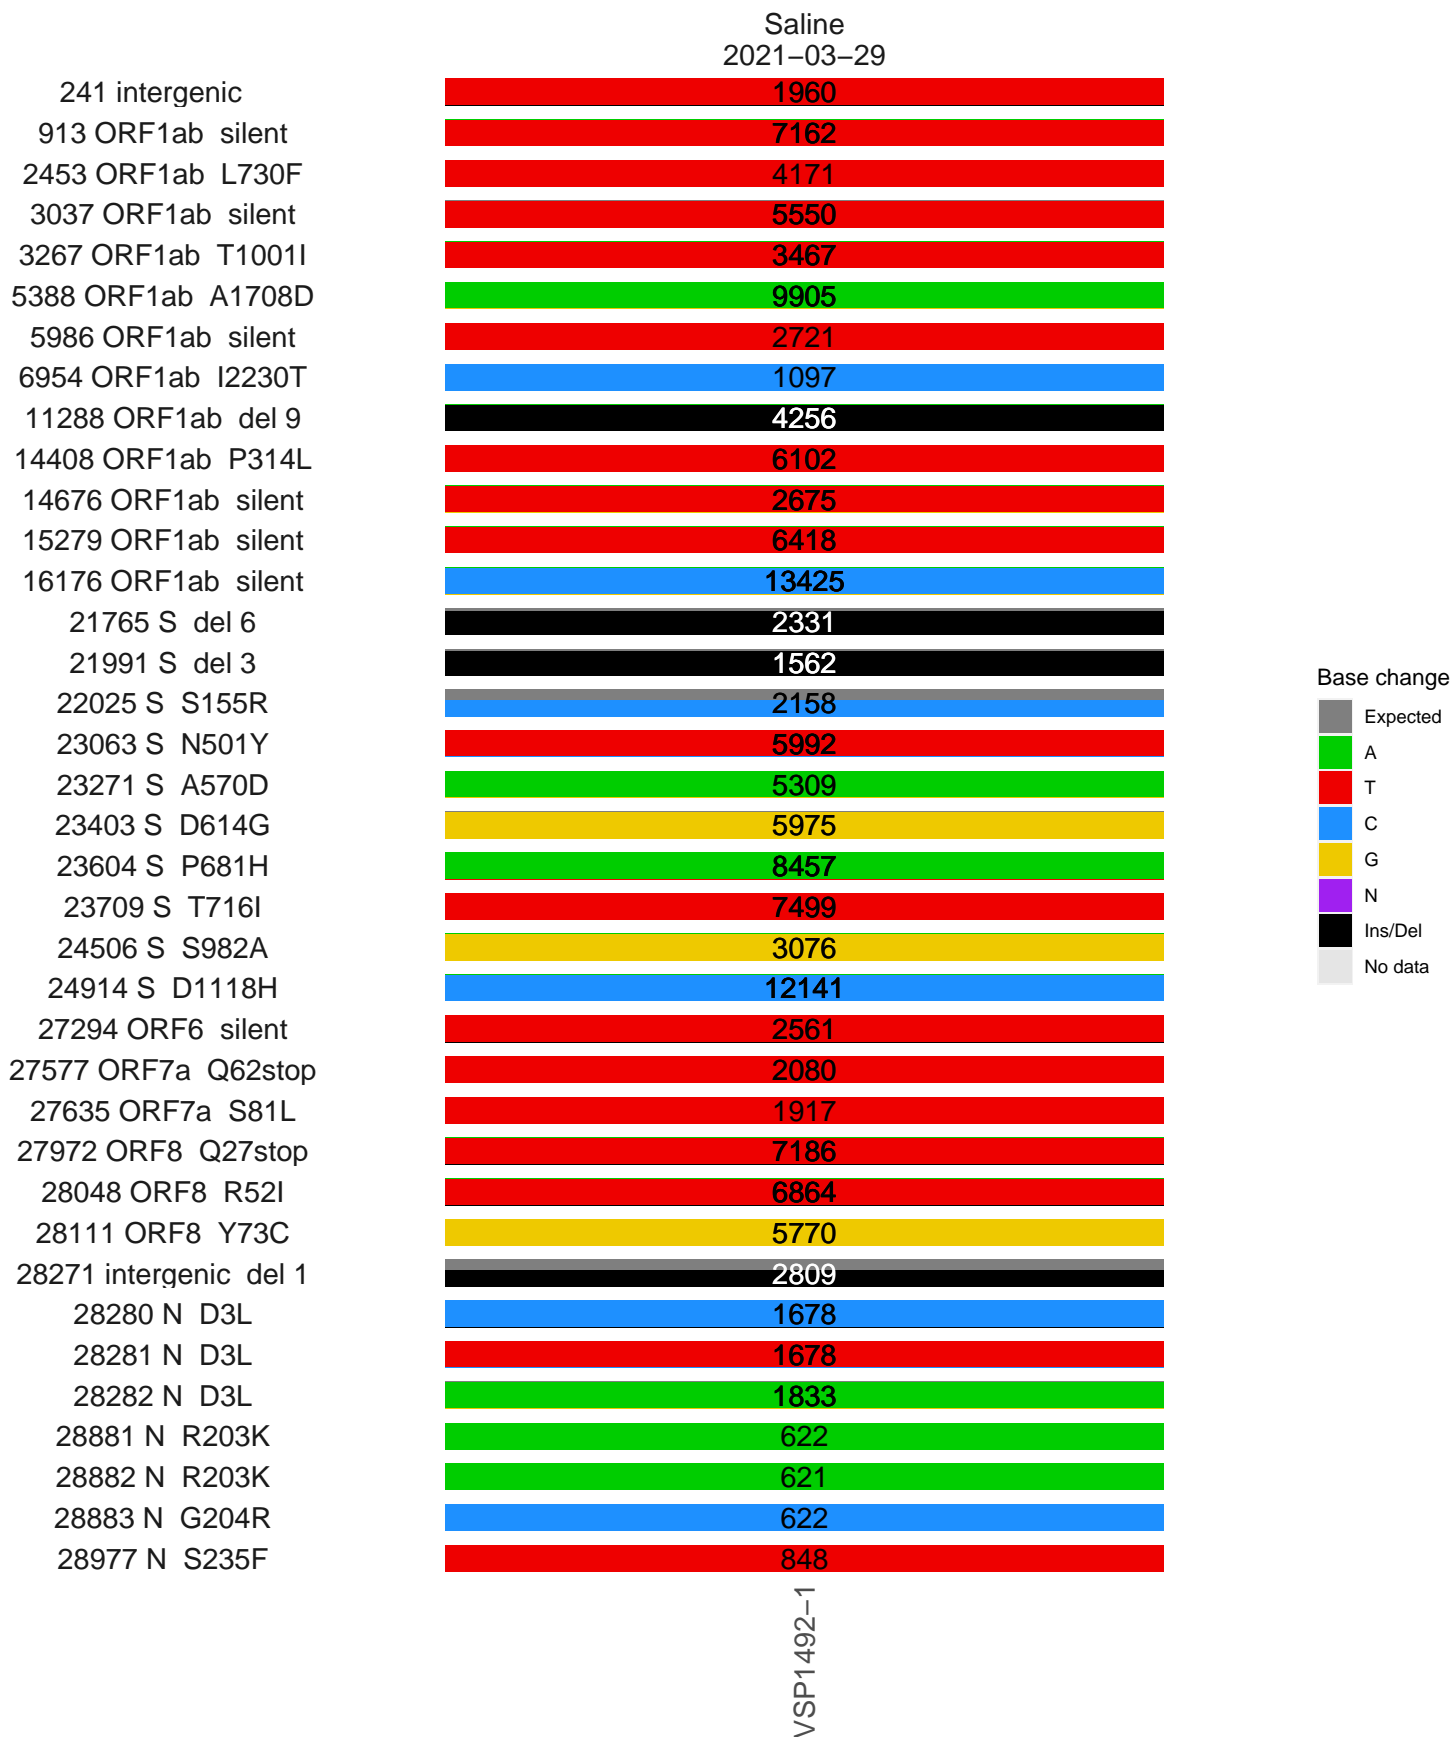 Saline
2021−03−29
241 intergenic 1960
913 ORF1ab silent 7162
2453 ORF1ab L730F 4171
3037 ORF1ab silent 5550
3267 ORF1ab T1001I 3467
5388 ORF1ab A1708D 9905
5986 ORF1ab silent 2721
6954 ORF1ab I2230T 1097
11288 ORF1ab del 9 4256
14408 ORF1ab P314L 6102
14676 ORF1ab silent 2675
15279 ORF1ab silent 6418
16176 ORF1ab silent 13425
21765 S del 6 2331
21991 S del 3 1562
22025 S S155R 2158
23063 S N501Y 5992
23271 S A570D 5309
23403 S D614G 5975
23604 S P681H 8457
23709 S T716I 7499
24506 S S982A 3076
24914 S D1118H 12141
27294 ORF6 silent 2561
27577 ORF7a Q62stop 2080
27635 ORF7a S81L 1917
27972 ORF8 Q27stop 7186
28048 ORF8 R52I 6864
28111 ORF8 Y73C 5770
28271 intergenic del 1 2809
28280 N D3L 1678
28281 N D3L 1678
28282 N D3L 1833
28881 N R203K 622
28882 N R203K 621
28883 N G204R 622
28977 N S235F 848
VSP1492−1
Base change
Expected
A
T
C
G
N
Ins/Del
No data